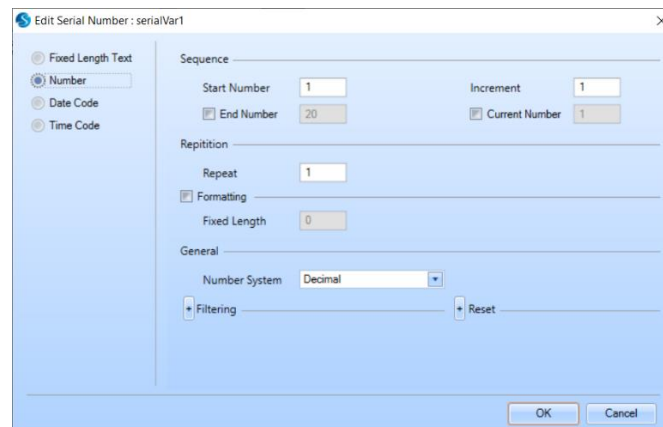 Edit Serial Number : serialVar1
Fixed Length Text
Number
Date Code
Time Code
Sequence
Start Number 1 Increment 1
End Number 20 Current Number 1
Repitition
Repeat 1
Formatting
Fixed Length 0
General
Number System Decimal
+ Filtering + Reset
OK Cancel